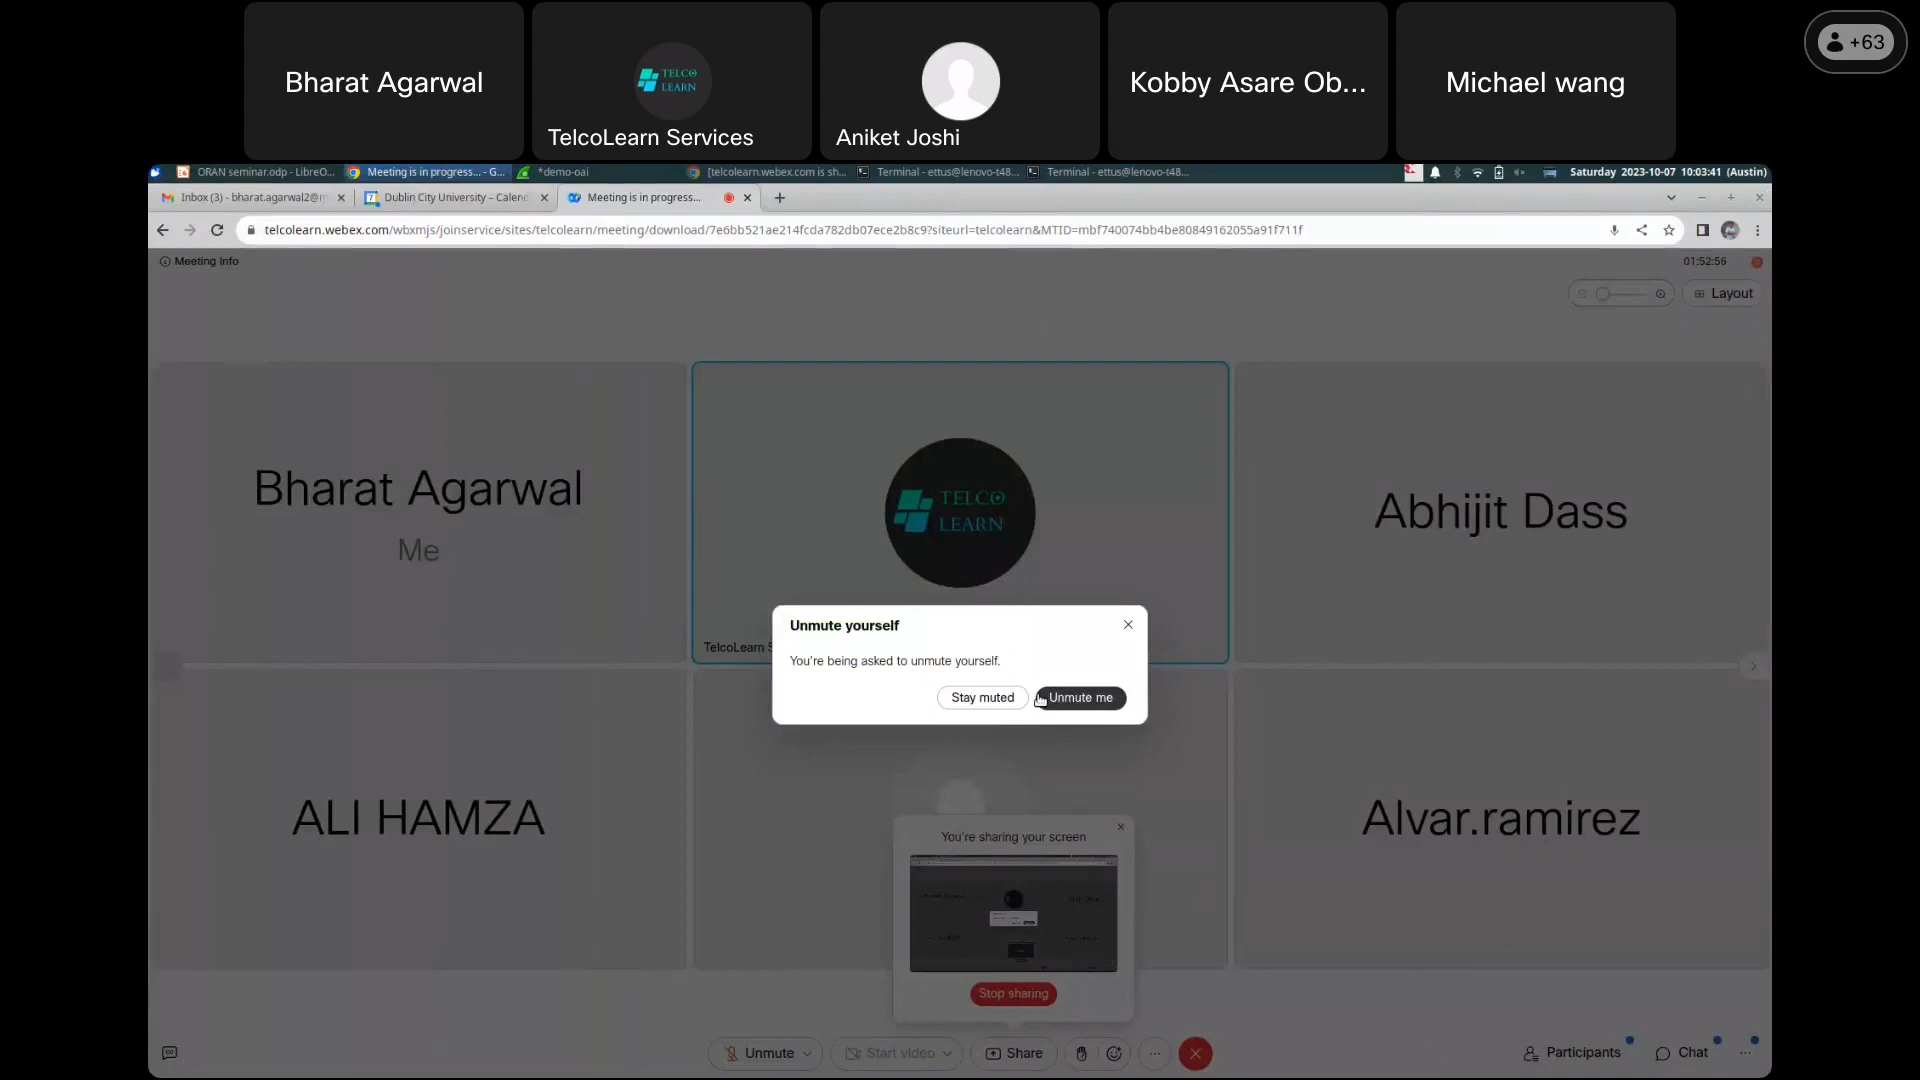 Bharat Agarwal
TELCO
LEARN
TelcoLearn Services
Aniket Joshi
Kobby Asare Ob...
Michael wang
+63
ORAN seminar.odp - LibreO...
Meeting is in progress... - G...
*demo-oai
[telcolearn.webex.com is sh...
Terminal - ettus@lenovo-t48...
Terminal - ettus@lenovo-t48...
Saturday 2023-10-07 10:03:41 (Austin)
Inbox (3) - bharat.agarwal2@m
Dublin City University – Calend
Meeting is in progress...
telcolearn.webex.com/wbxmjs/joinservice/sites/telcolearn/meeting/download/7e6bb521ae214fcda782db07ece2b8c9?siteurl=telcolearn&MTID=mbf740074bb4be80849162055a91f711f
Meeting Info
01:52:56
Layout
Bharat Agarwal
Me
TELCO
LEARN
Abhijit Dass
TelcoLearn S
Unmute yourself
You're being asked to unmute yourself.
Stay muted
Unmute me
ALI HAMZA
Alvar.ramirez
You're sharing your screen
Stop sharing
Unmute
Start video
Share
Participants
Chat